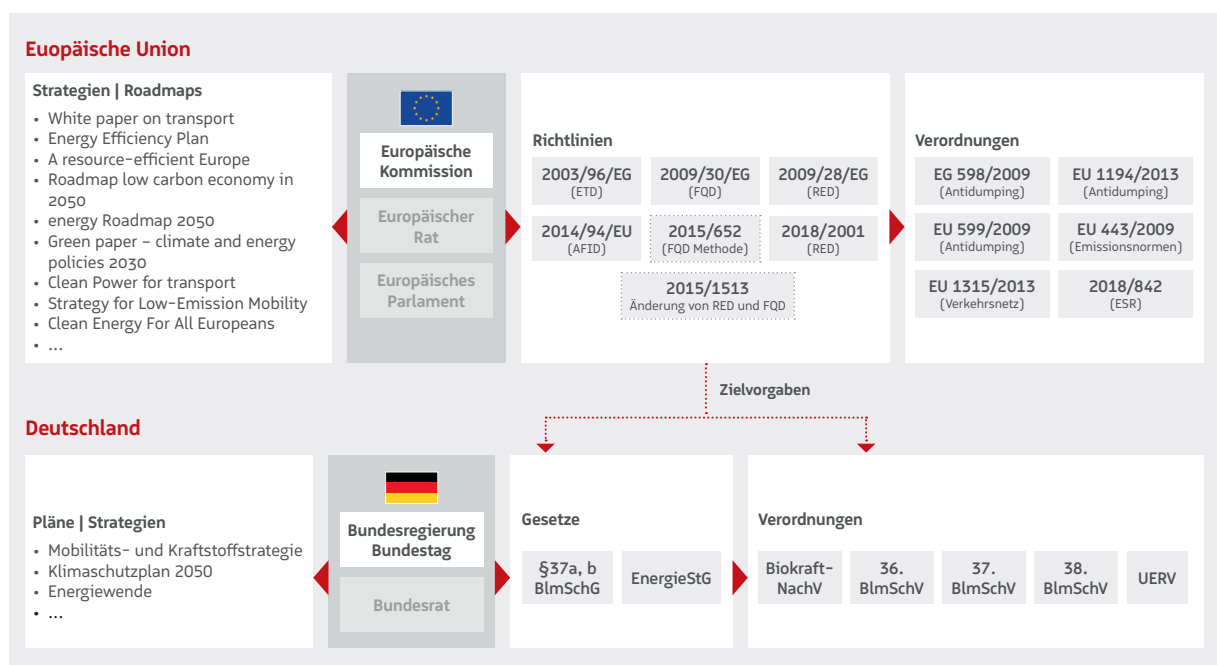 Euopäische Union
Strategien | Roadmaps
• White paper on transport
• Energy Efficiency Plan
• A resource-efficient Europe
• Roadmap low carbon economy in
2050
• energy Roadmap 2050
• Green paper – climate and energy
policies 2030
• Clean Power for transport
• Strategy for Low-Emission Mobility
• Clean Energy For All Europeans
• ...
Europäische
Kommission
Europäischer
Rat
Europäisches
Parlament
Richtlinien
2003/96/EG
(ETD)
2009/30/EG
(FQD)
2009/28/EG
(RED)
2014/94/EU
(AFID)
2015/652
(FQD Methode)
2018/2001
(RED)
2015/1513
Änderung von RED und FQD
Verordnungen
EG 598/2009
(Antidumping)
EU 1194/2013
(Antidumping)
EU 599/2009
(Antidumping)
EU 443/2009
(Emissionsnormen)
EU 1315/2013
(Verkehrsnetz)
2018/842
(ESR)
Zielvorgaben
Deutschland
Pläne | Strategien
• Mobilitäts- und Kraftstoffstrategie
• Klimaschutzplan 2050
• Energiewende
• ...
Bundesregierung
Bundestag
Bundesrat
Gesetze
§37a, b
BlmSchG
EnergieStG
Verordnungen
Biokraft-
NachV
36.
BlmSchV
37.
BlmSchV
38.
BlmSchV
UERV